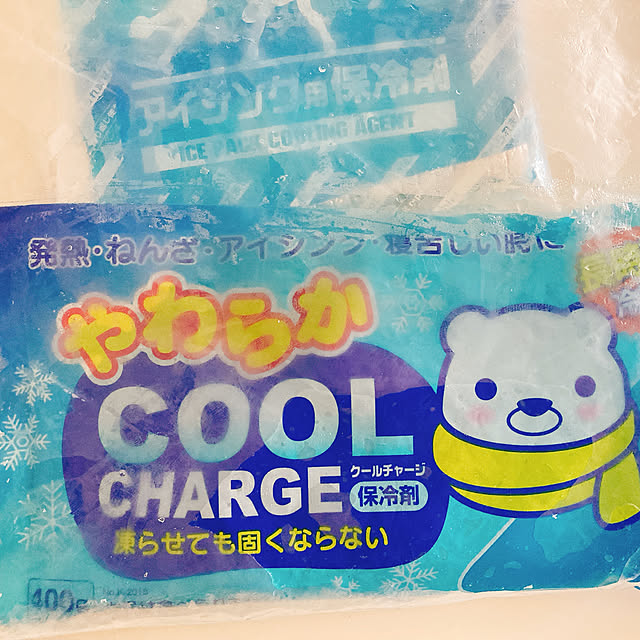 アイシング用保冷剤
ICE PACK COOLING AGENT
発熱・ねんざ・アイシング・寝苦しい時に
やわらか
COOL
CHARGE
クールチャージ
保冷剤
凍らせても固くならない
400g